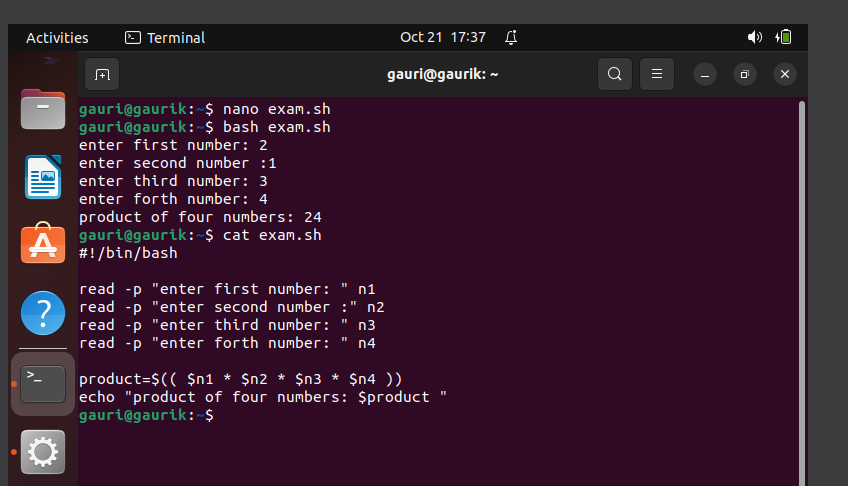 Activities
Terminal
Oct 21 17:37
gauri@gaurik: ~
gauri@gaurik:~$ nano exam.sh
gauri@gaurik:~$ bash exam.sh
enter first number: 2
enter second number :1
enter third number: 3
enter forth number: 4
product of four numbers: 24
gauri@gaurik:~$ cat exam.sh
#!/bin/bash
read -p "enter first number: " n1
read -p "enter second number :" n2
read -p "enter third number: " n3
read -p "enter forth number: " n4
product=$(( $n1 * $n2 * $n3 * $n4 ))
echo "product of four numbers: $product "
gauri@gaurik:~$